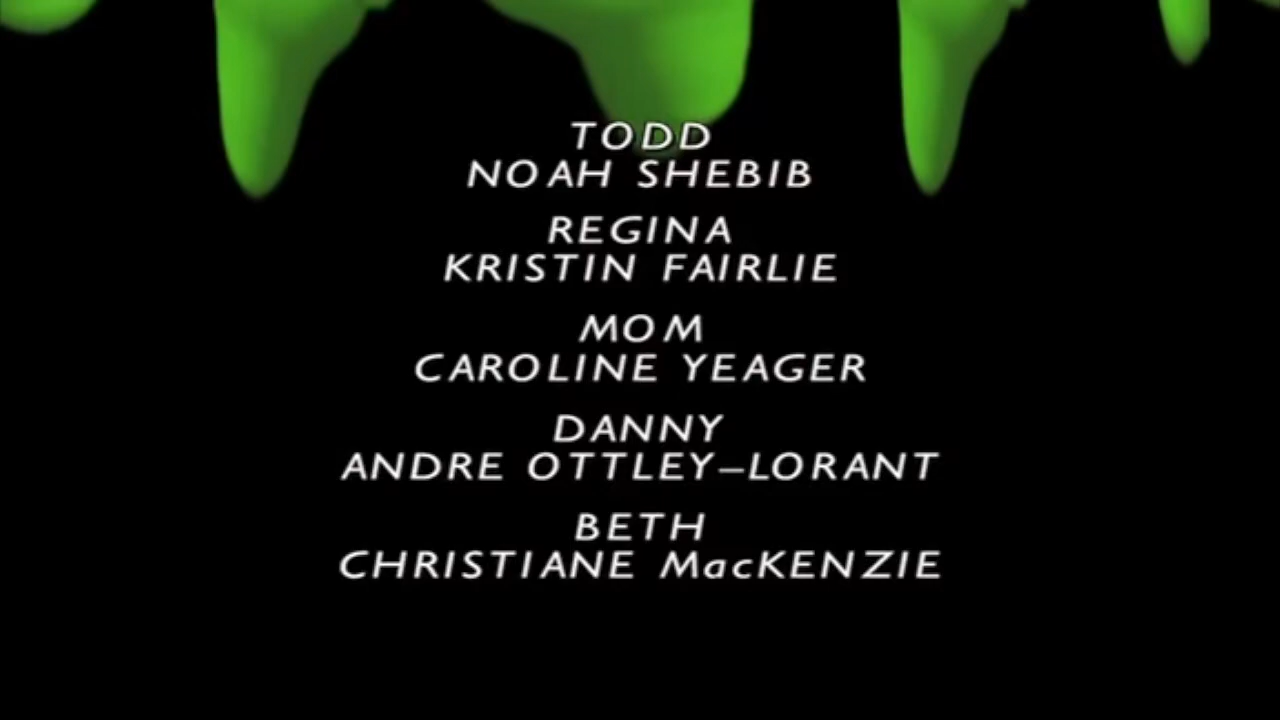 TODD
NOAH SHEBIB
REGINA
KRISTIN FAIRLIE
MOM
CAROLINE YEAGER
DANNY
ANDRE OTTLEY–LORANT
BETH
CHRISTIANE MacKENZIE